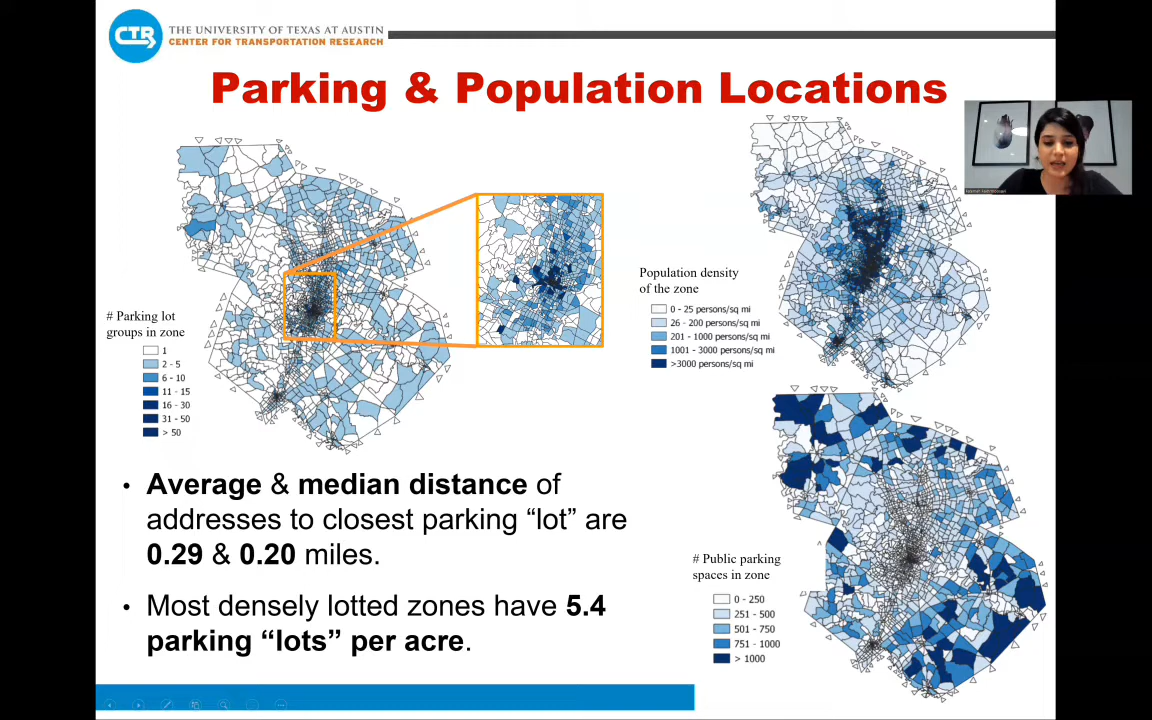 CTR
THE UNIVERSITY OF TEXAS AT AUSTIN
CENTER FOR TRANSPORTATION RESEARCH
Parking & Population Locations
# Parking lot
groups in zone
1
2 - 5
6 - 10
11 - 15
16 - 30
31 - 50
> 50
Population density
of the zone
0 - 25 persons/sq mi
26 - 200 persons/sq mi
201 - 1000 persons/sq mi
1001 - 3000 persons/sq mi
>3000 persons/sq mi
# Public parking
spaces in zone
0 - 250
251 - 500
501 - 750
751 - 1000
> 1000
• Average & median distance of
addresses to closest parking “lot” are
0.29 & 0.20 miles.
• Most densely lotted zones have 5.4
parking “lots” per acre.